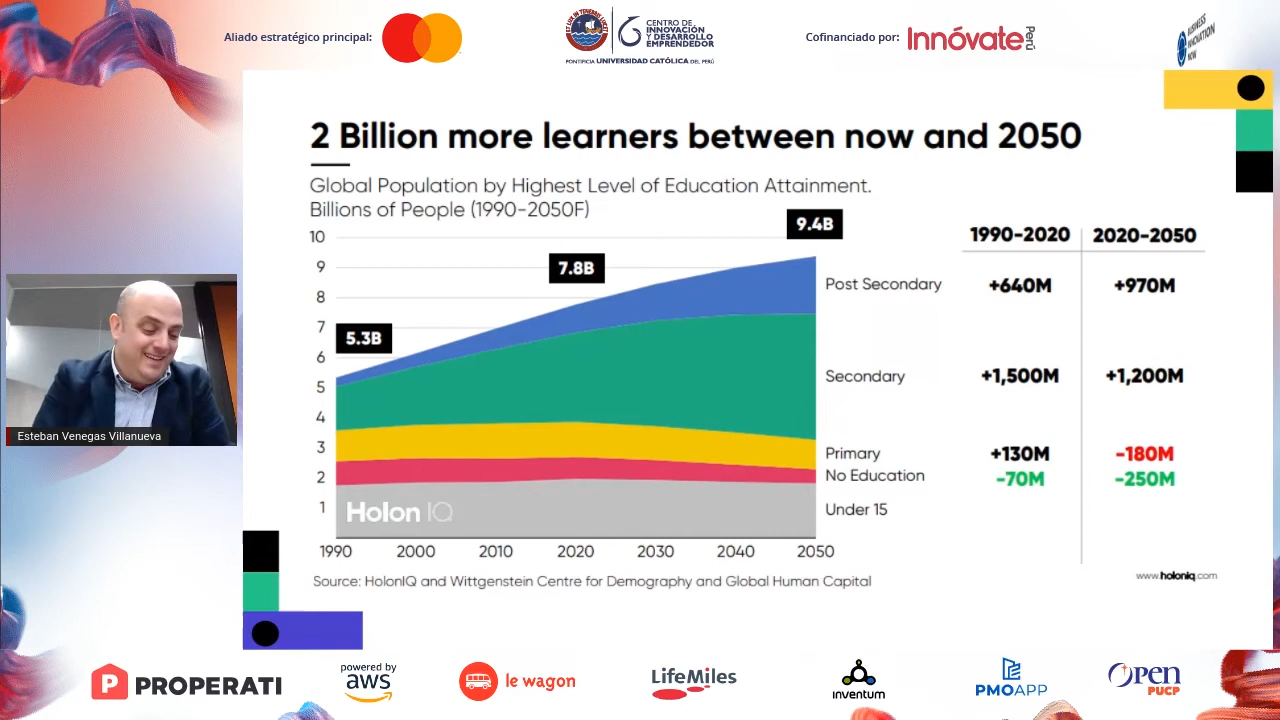 Aliado estratégico principal:
CENTRO DE
INNOVACIÓN
Y DESARROLLO
EMPRENDEDOR
PONTIFICIA UNIVERSIDAD CATÓLICA DEL PERÚ
Cofinanciado por:
Innóvate Perú
BUSINESS
INNOVATION
NOW
2 Billion more learners between now and 2050
Global Population by Highest Level of Education Attainment.
Billions of People (1990-2050F)
10
9
8
7
6
5
4
3
2
1
5.3B
7.8B
9.4B
1990
2000
2010
2020
2030
2040
2050
Holon IQ
1990-2020
2020-2050
Post Secondary
+640M
+970M
Secondary
+1,500M
+1,200M
Primary
+130M
-180M
No Education
-70M
-250M
Under 15
Source: HolonIQ and Wittgenstein Centre for Demography and Global Human Capital
www.holoniq.com
Esteban Venegas Villanueva
PROPERATI
powered by
aws
le wagon
LifeMiles
INVENTUM
PMOAPP
OPEN
PUCP